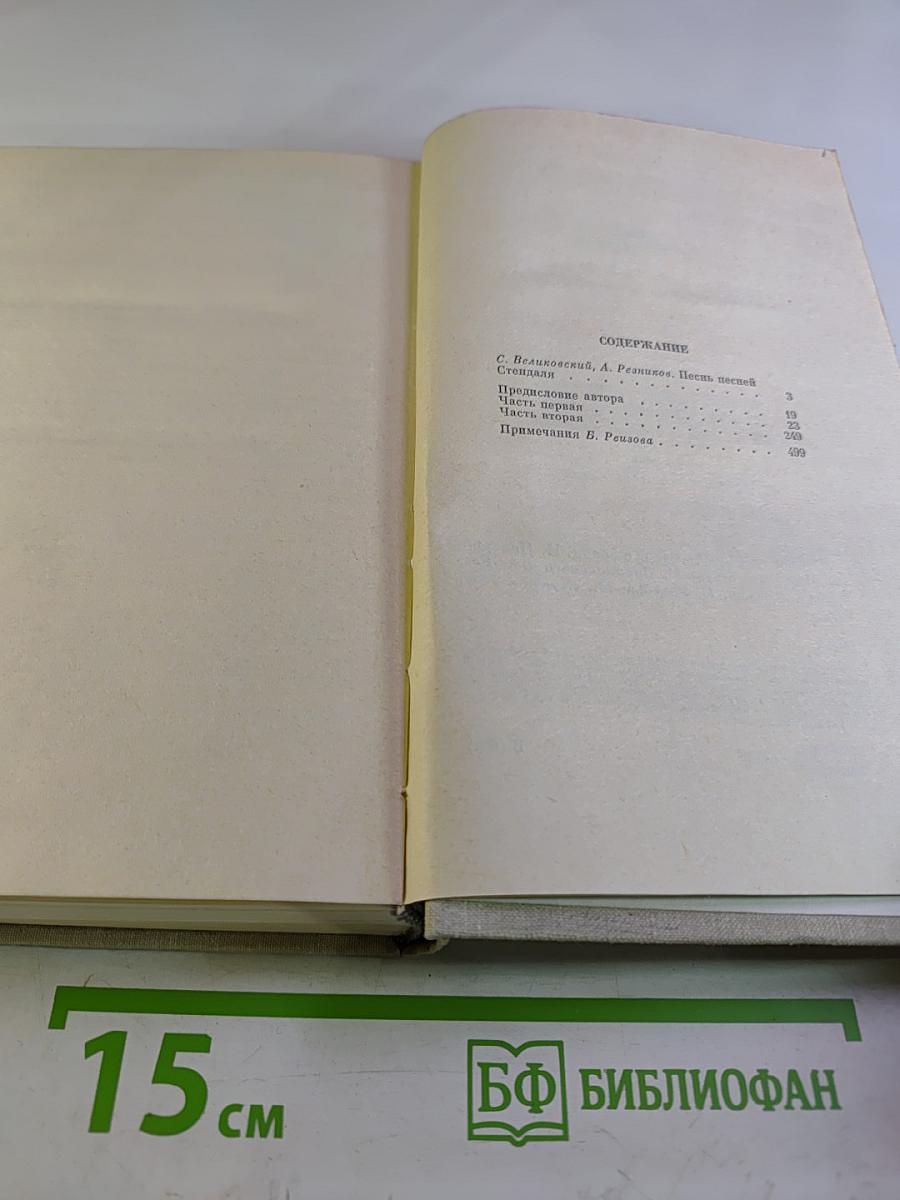 СОДЕРЖАНИЕ
С. Великовский, А. Резников. Песнь песней
Стендаля . . . . . . . . . . . . 3
Предисловие автора . . . . . . . . 19
Часть первая . . . . . . . . . . 23
Часть вторая . . . . . . . . . . 249
Примечания Б. Реизова . . . . . . . 499
15 см
БФ БИБЛИОФАН